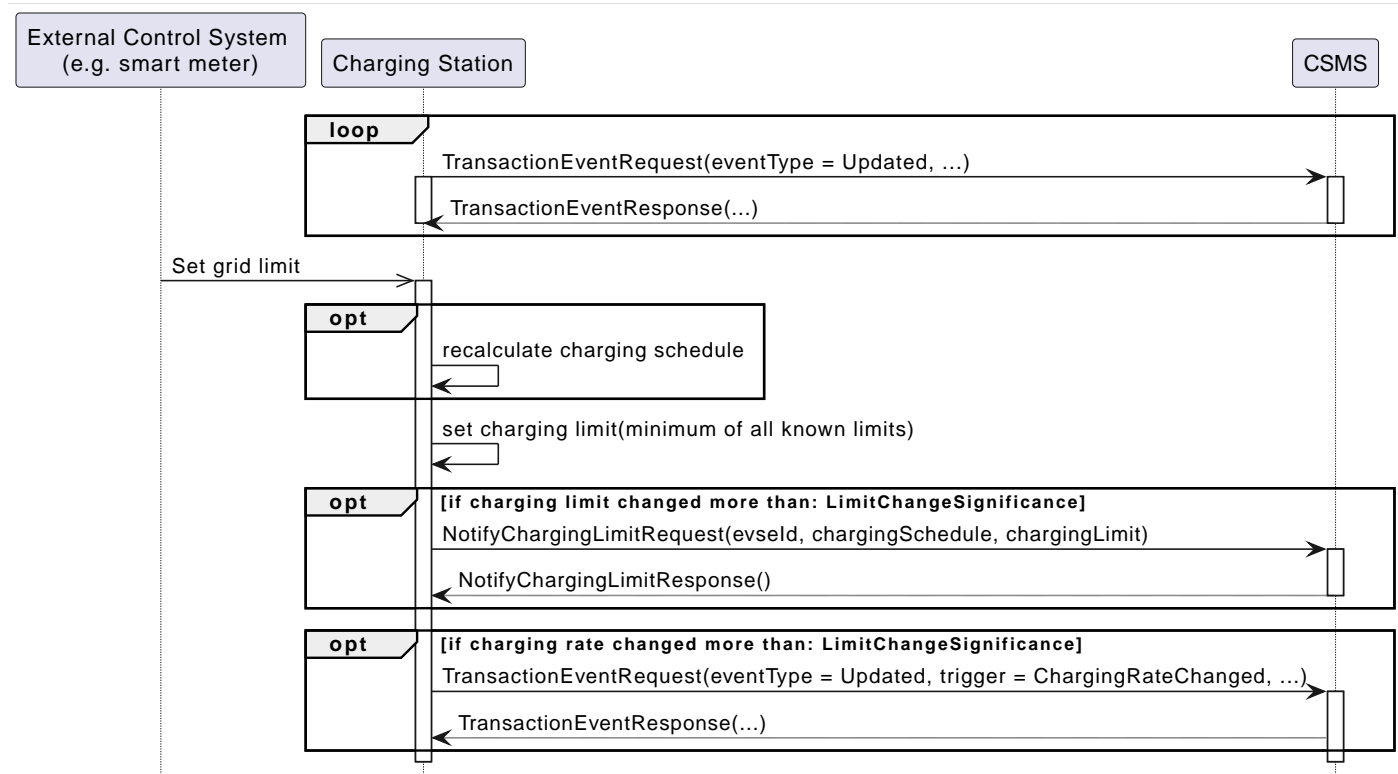 External Control System
(e.g. smart meter)
Charging Station
CSMS
loop
TransactionEventRequest(eventType = Updated, ...)
TransactionEventResponse(...)
Set grid limit
opt
recalculate charging schedule
set charging limit(minimum of all known limits)
opt
[if charging limit changed more than: LimitChangeSignificance]
NotifyChargingLimitRequest(evseId, chargingSchedule, chargingLimit)
NotifyChargingLimitResponse()
opt
[if charging rate changed more than: LimitChangeSignificance]
TransactionEventRequest(eventType = Updated, trigger = ChargingRateChanged, ...)
TransactionEventResponse(...)